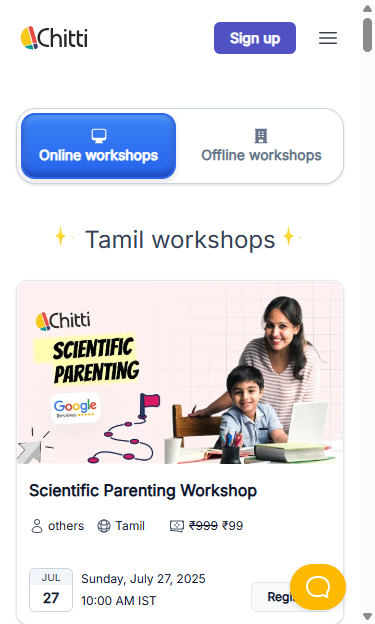 Chitti
Sign up
Online workshops
Offline workshops
Tamil workshops
Chitti
SCIENTIFIC
PARENTING
Google
Reviews
Scientific Parenting Workshop
others Tamil ₹999 ₹99
JUL
27
Sunday, July 27, 2025
10:00 AM IST